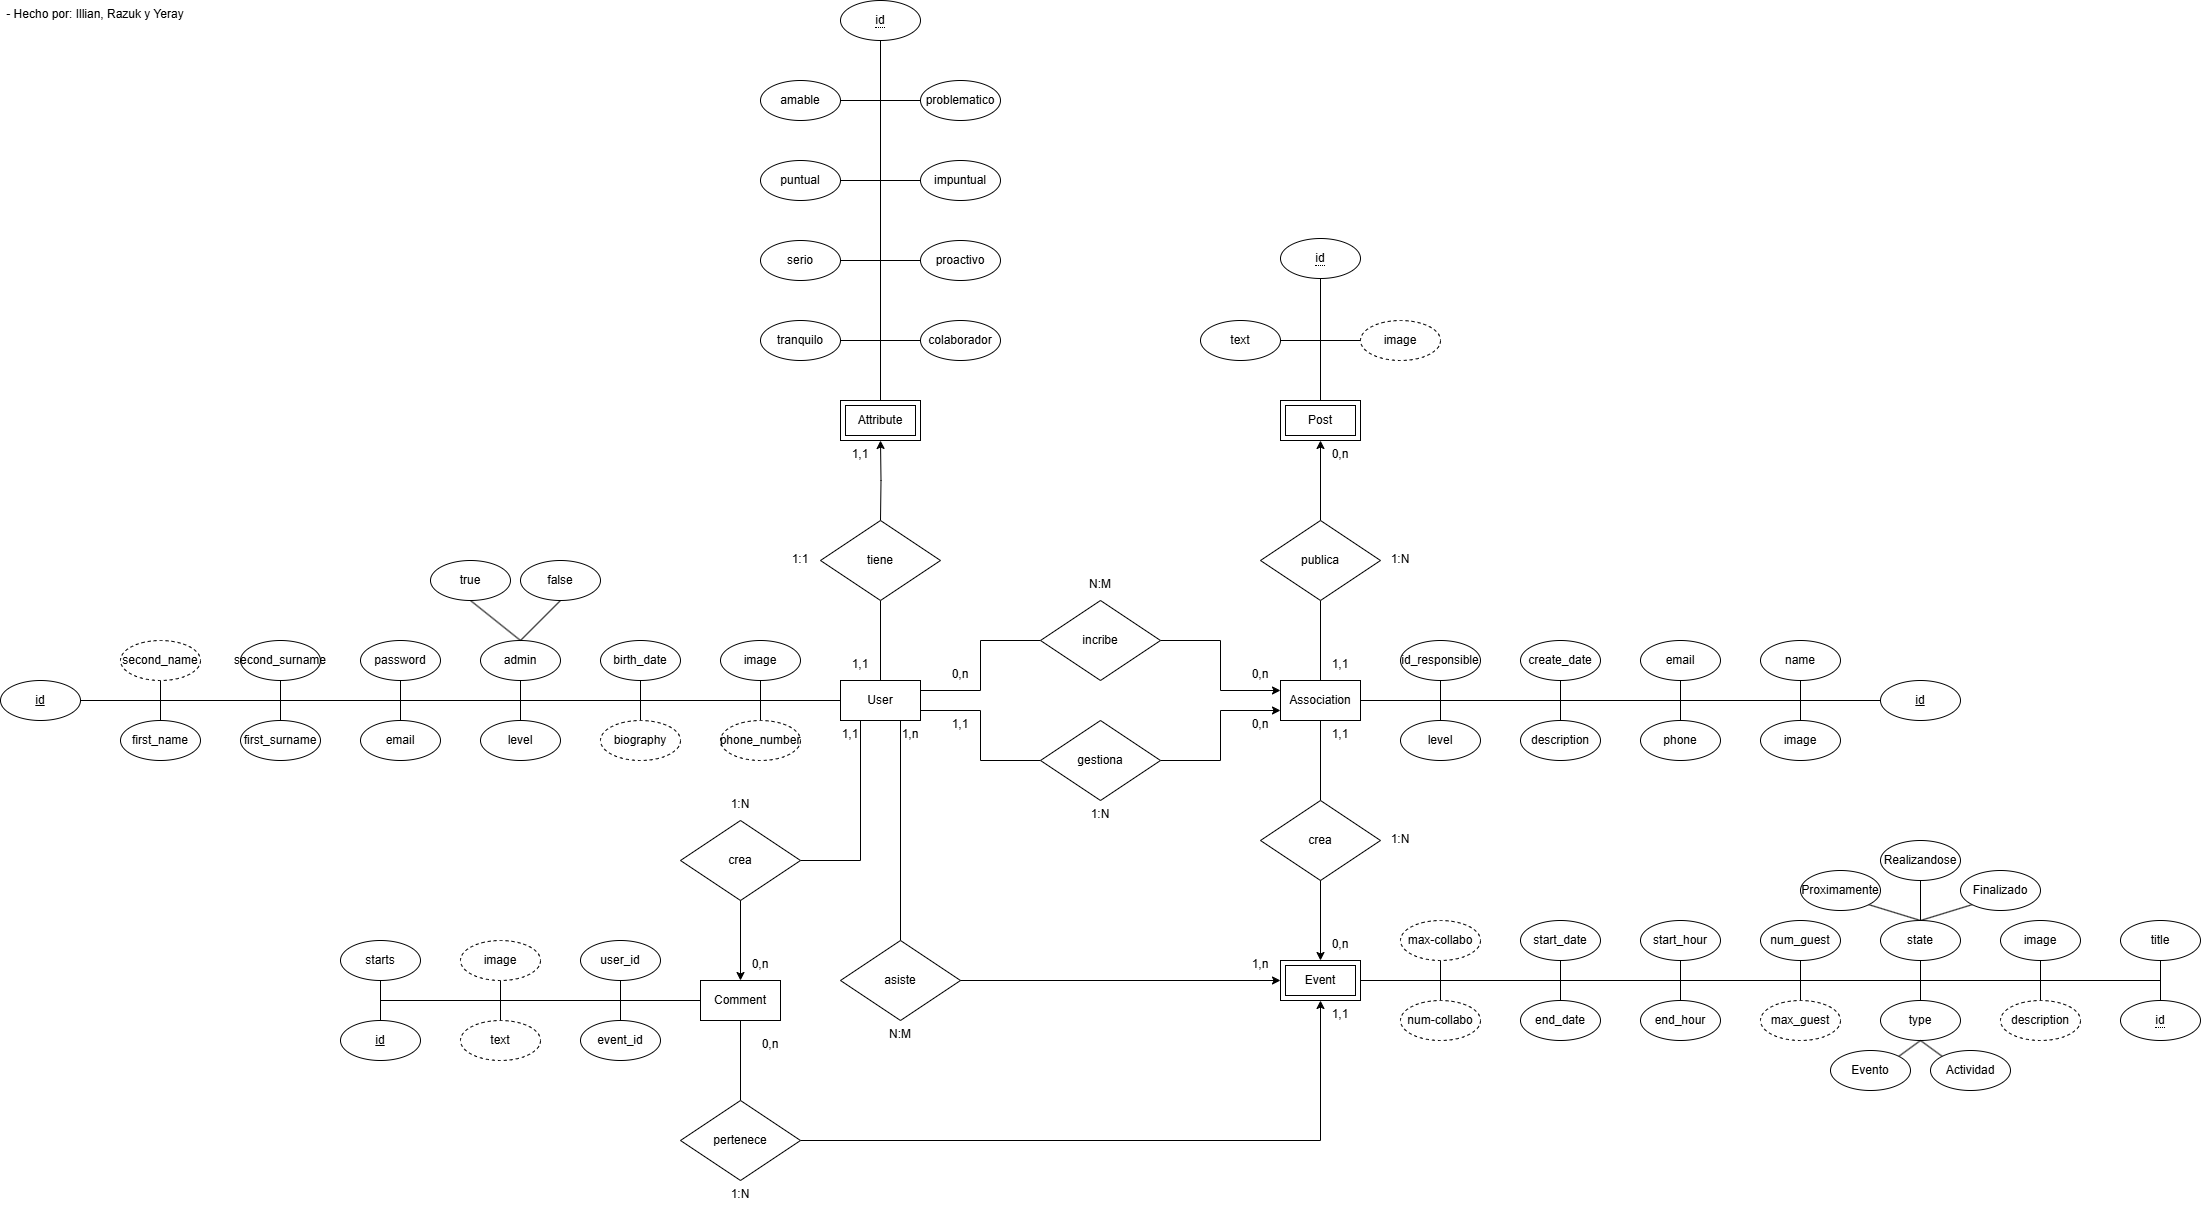 - Hecho por: Illian, Razuk y Yeray
id
amable
problematico
puntual
impuntual
serio
proactivo
id
tranquilo
colaborador
text
image
Attribute
Post
1,1
0,n
1:1
tiene
publica
1:N
true
false
N:M
incribe
second_name
second_surname
password
admin
birth_date
image
1,1
0,n
0,n
1,1
id_responsible
create_date
email
name
id
User
Association
id
first_name
first_surname
email
level
biography
phone_number
1,1
1,n
1,1
0,n
1,1
level
description
phone
image
gestiona
1:N
1:N
crea
crea
1:N
Realizandose
Proximamente
Finalizado
starts
image
user_id
0,n
1,n
0,n
max-collabo
start_date
start_hour
num_guest
state
image
title
asiste
Event
Comment
id
text
event_id
0,n
N:M
1,1
num-collabo
end_date
end_hour
max_guest
type
description
id
Evento
Actividad
pertenece
1:N